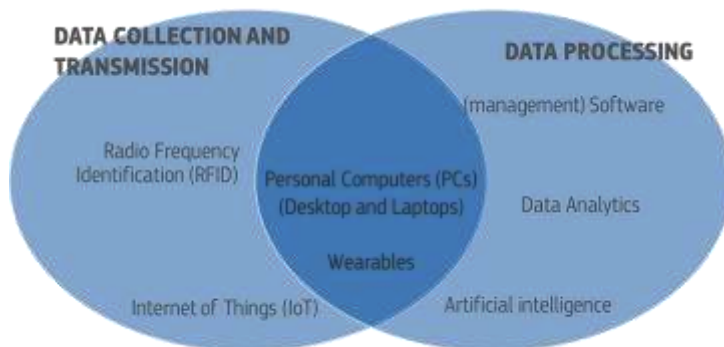 DATA COLLECTION AND
TRANSMISSION
Radio Frequency
Identification (RFID)
Internet of Things (IoT)
Personal Computers (PCs)
(Desktop and Laptops)
Wearables
DATA PROCESSING
(management) Software
Data Analytics
Artificial intelligence